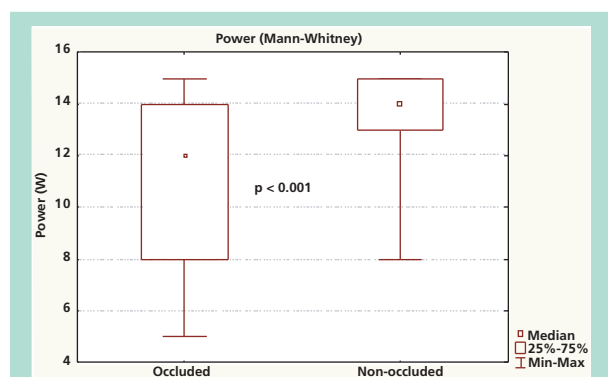 Power (Mann-Whitney)
16
14
12
10
8
6
4
Power (W)
p < 0.001
Occluded
Non-occluded
Median
25%-75%
Min-Max